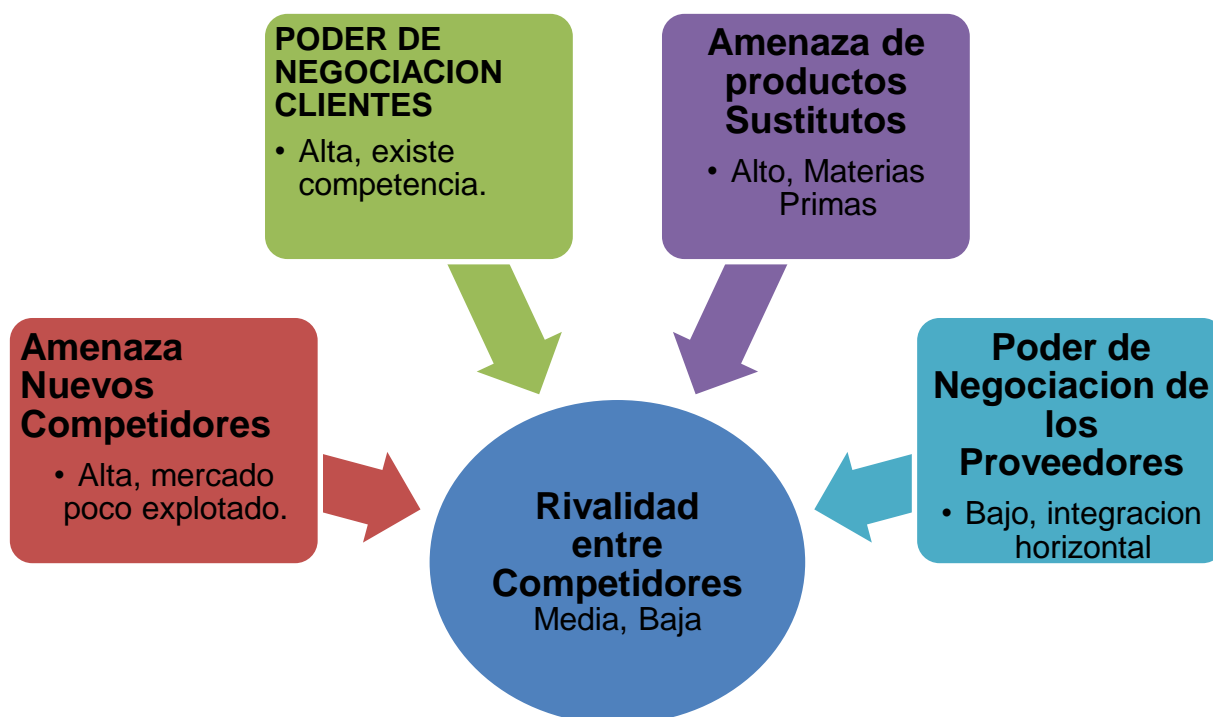 PODER DE
NEGOCIACION
CLIENTES
• Alta, existe
competencia.
Amenaza de
productos
Sustitutos
• Alto, Materias
Primas
Amenaza
Nuevos
Competidores
• Alta, mercado
poco explotado.
Poder de
Negociacion de
los
Proveedores
• Bajo, integracion
horizontal
Rivalidad
entre
Competidores
Media, Baja